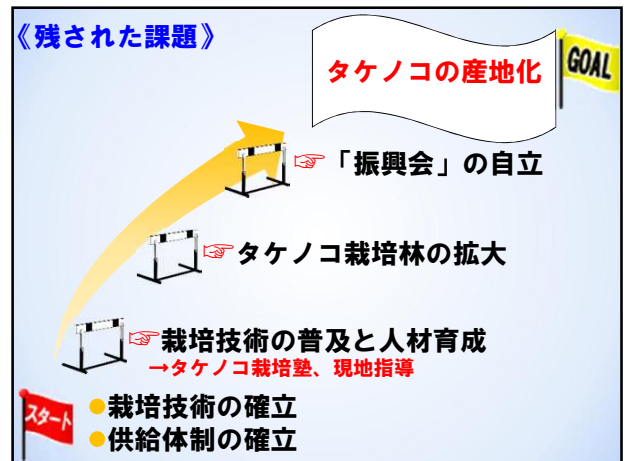 《残された課題》
タケノコの産地化
GOAL
☞「振興会」の自立
☞タケノコ栽培林の拡大
☞栽培技術の普及と人材育成
→タケノコ栽培塾、現地指導
スタート
●栽培技術の確立
●供給体制の確立